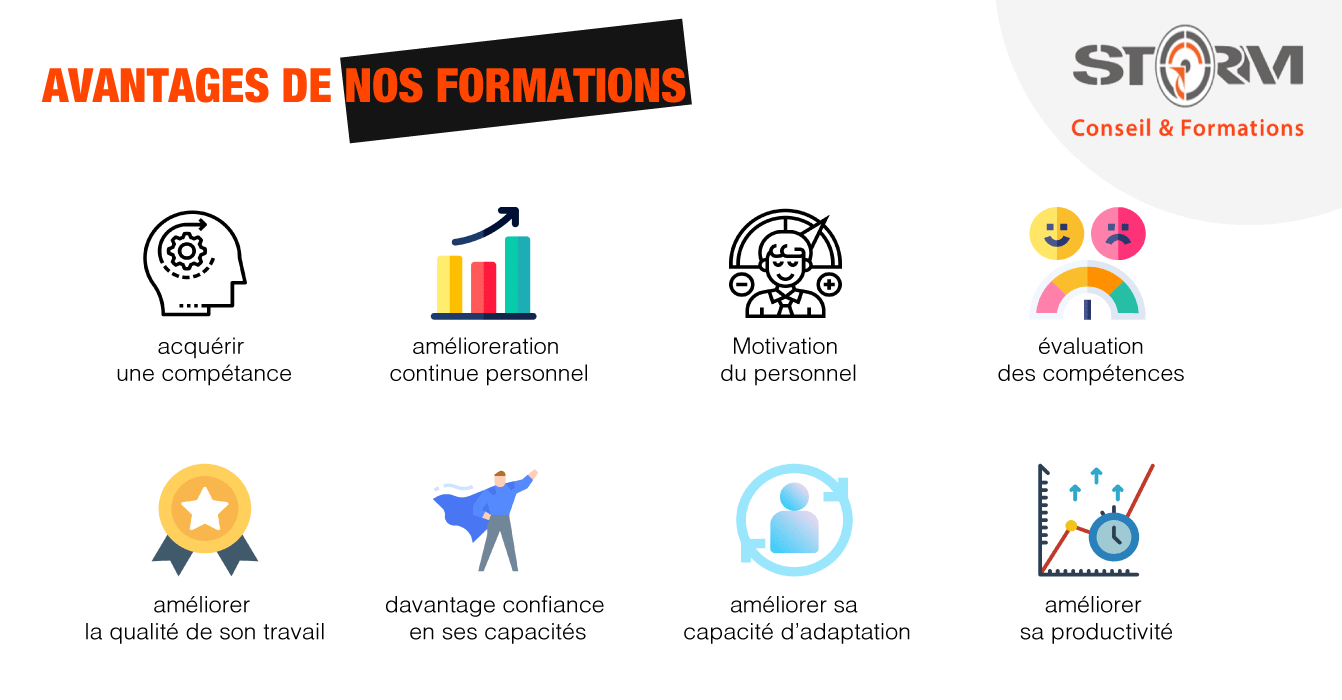 AVANTAGES DE NOS FORMATIONS
STORM
Conseil & Formations
acquérir
une compétance
amélioreration
continue personnel
Motivation
du personnel
évaluation
des compétences
améliorer
la qualité de son travail
davantage confiance
en ses capacités
améliorer sa
capacité d’adaptation
améliorer
sa productivité